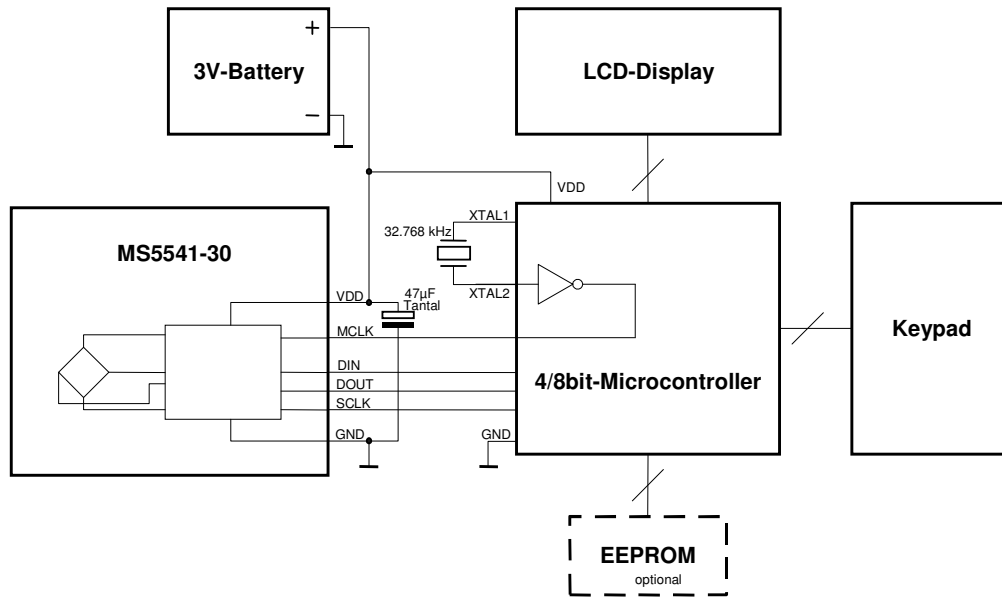 +
3V-Battery
−
LCD-Display
VDD
XTAL1
32.768 kHz
XTAL2
MS5541-30
VDD
47µF
Tantal
MCLK
DIN
DOUT
SCLK
GND
4/8bit-Microcontroller
GND
Keypad
EEPROM
optional